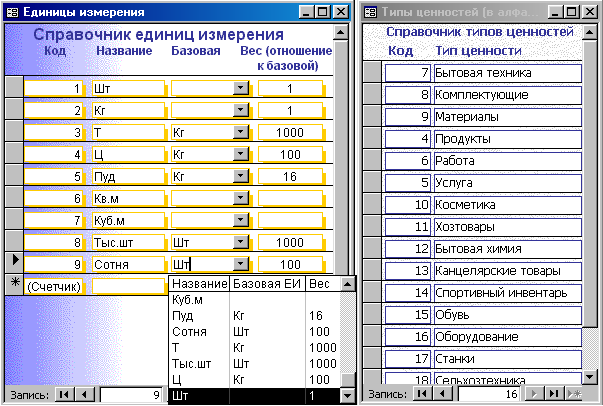 Единицы измерения
Справочник единиц измерения
Код Название Базовая Вес (отношение к базовой)
1 Шт 1
2 Кг 1
3 Т Кг 1000
4 Ц Кг 100
5 Пуд Кг 16
6 Кв.м
7 Куб.м
8 Тыс.шт Шт 1000
9 Сотня Шт 100
(Счетчик)
Название Базовая ЕИ Вес
Куб.м
Пуд Кг 16
Сотня Шт 100
Т Кг 1000
Тыс.шт Шт 1000
Ц Кг 100
Шт 1
Запись: 9
Типы ценностей (в алфа...
Справочник типов ценностей
Код Тип ценности
7 Бытовая техника
8 Комплектующие
9 Материалы
4 Продукты
6 Работа
5 Услуга
10 Косметика
11 Хозтовары
12 Бытовая химия
13 Канцелярские товары
14 Спортивный инвентарь
15 Обувь
16 Оборудование
17 Станки
18 Сельхозтехника
Запись: 16